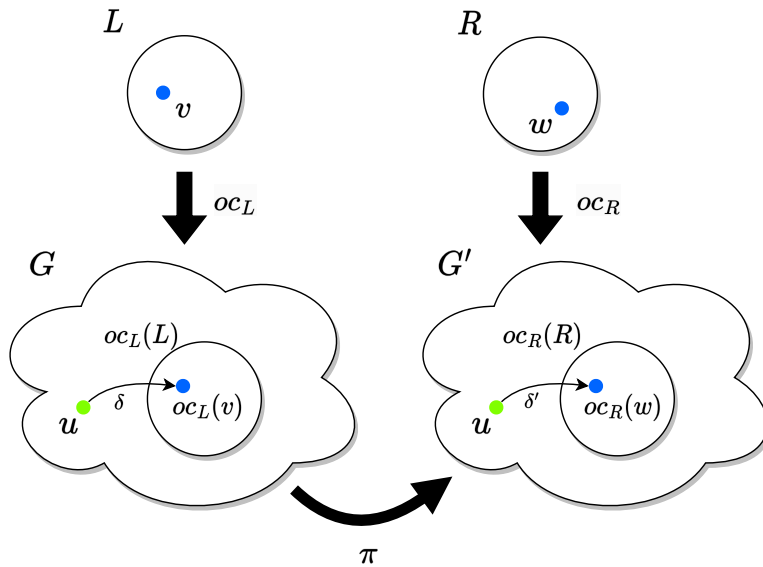 L
R
v
w
oc_L
oc_R
G
G′
oc_L(L)
oc_R(R)
δ
oc_L(v)
u
δ′
oc_R(w)
u
π